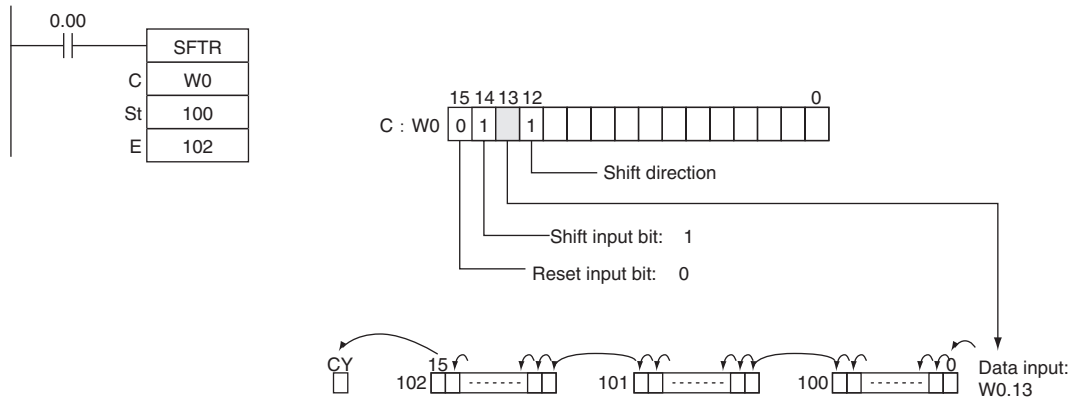 0.00
SFTR
C W0
St 100
E 102
15 14 13 12 0
C : W0 0 1 1
Shift direction
Shift input bit: 1
Reset input bit: 0
CY 15 0 Data input:
102 101 100 W0.13